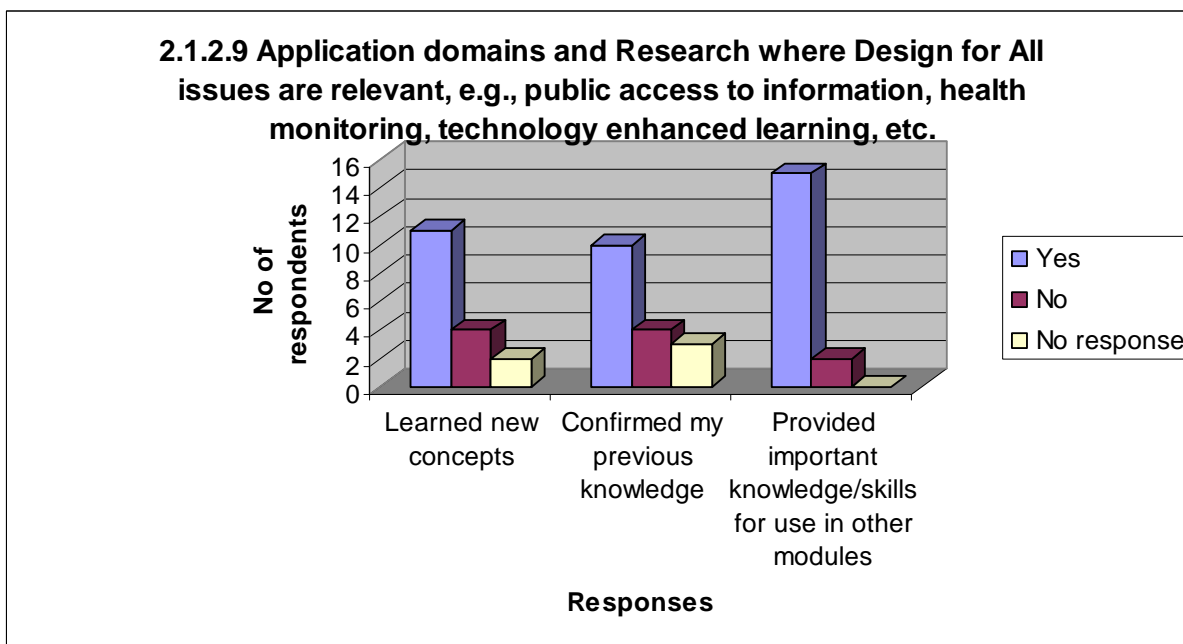 2.1.2.9 Application domains and Research where Design for All
issues are relevant, e.g., public access to information, health
monitoring, technology enhanced learning, etc.
16
14
12
10
8
6
4
2
0
No of
respondents
Learned new
concepts
Confirmed my
previous
knowledge
Provided
important
knowledge/skills
for use in other
modules
Responses
Yes
No
No response